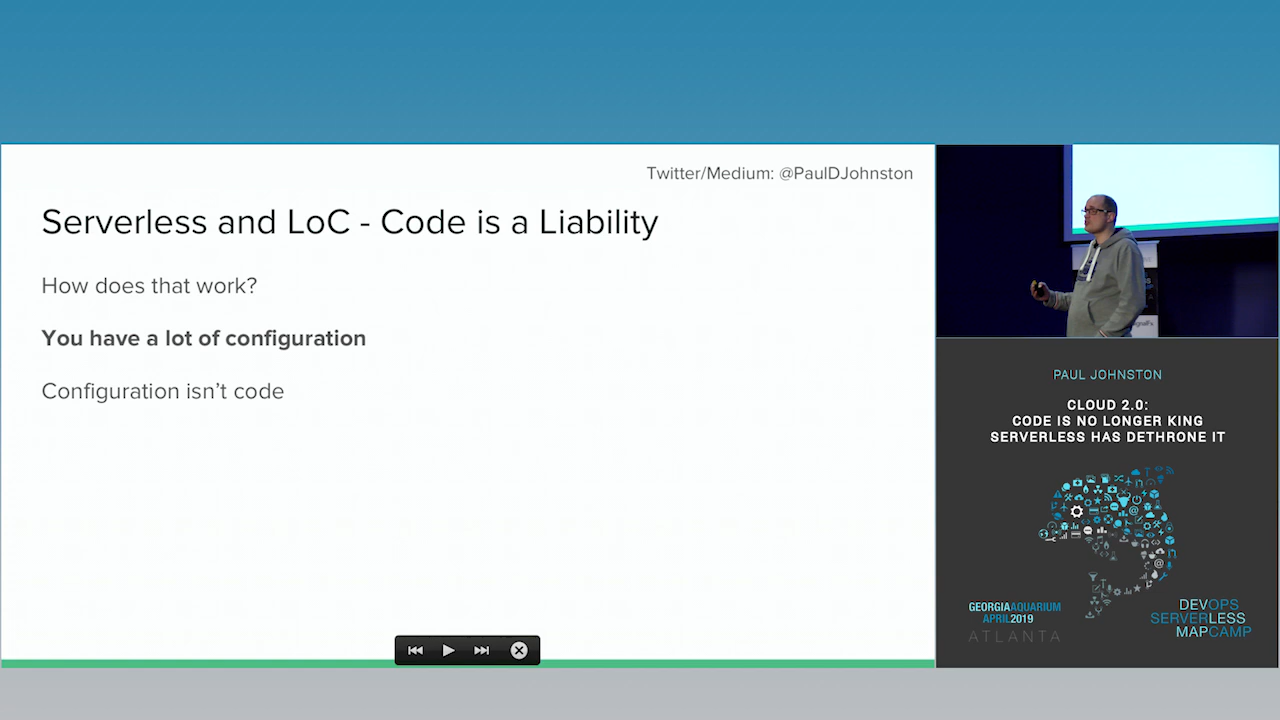 Twitter/Medium: @PaulDJohnston
Serverless and LoC - Code is a Liability
How does that work?
You have a lot of configuration
Configuration isn't code
PAUL JOHNSTON
CLOUD 2.0:
CODE IS NO LONGER KING
SERVERLESS HAS DETHRONE IT
GEORGIAAQUARIUM
APRIL2019
ATLANTA
DEVOPS
SERVERLESS
MAPCAMP